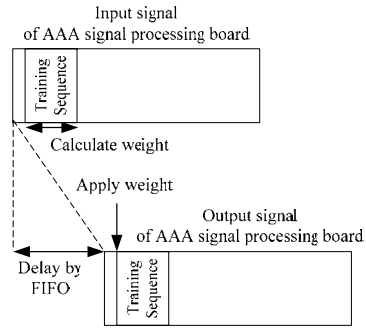 Input signal
of AAA signal processing board
Training
Sequence
Calculate weight
Apply weight
Output signal
of AAA signal processing board
Delay by
FIFO
Training
Sequence